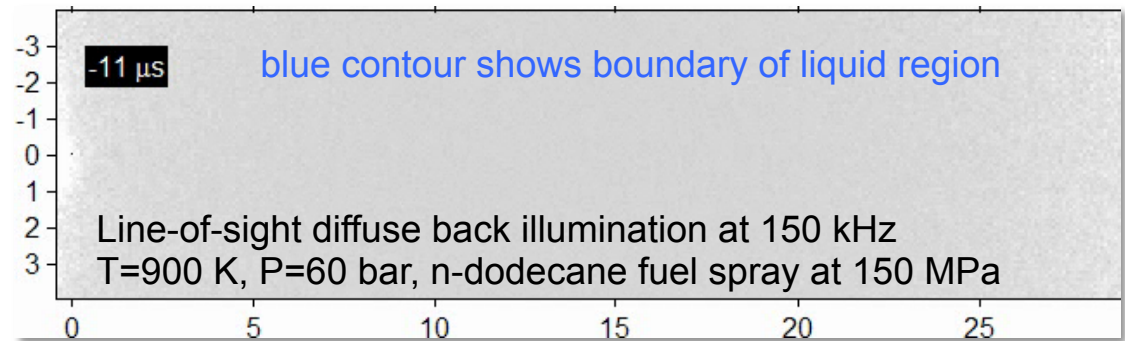 -3
-2
-1
0
1
2
3
-11 µs
blue contour shows boundary of liquid region
Line-of-sight diffuse back illumination at 150 kHz
T=900 K, P=60 bar, n-dodecane fuel spray at 150 MPa
0 5 10 15 20 25